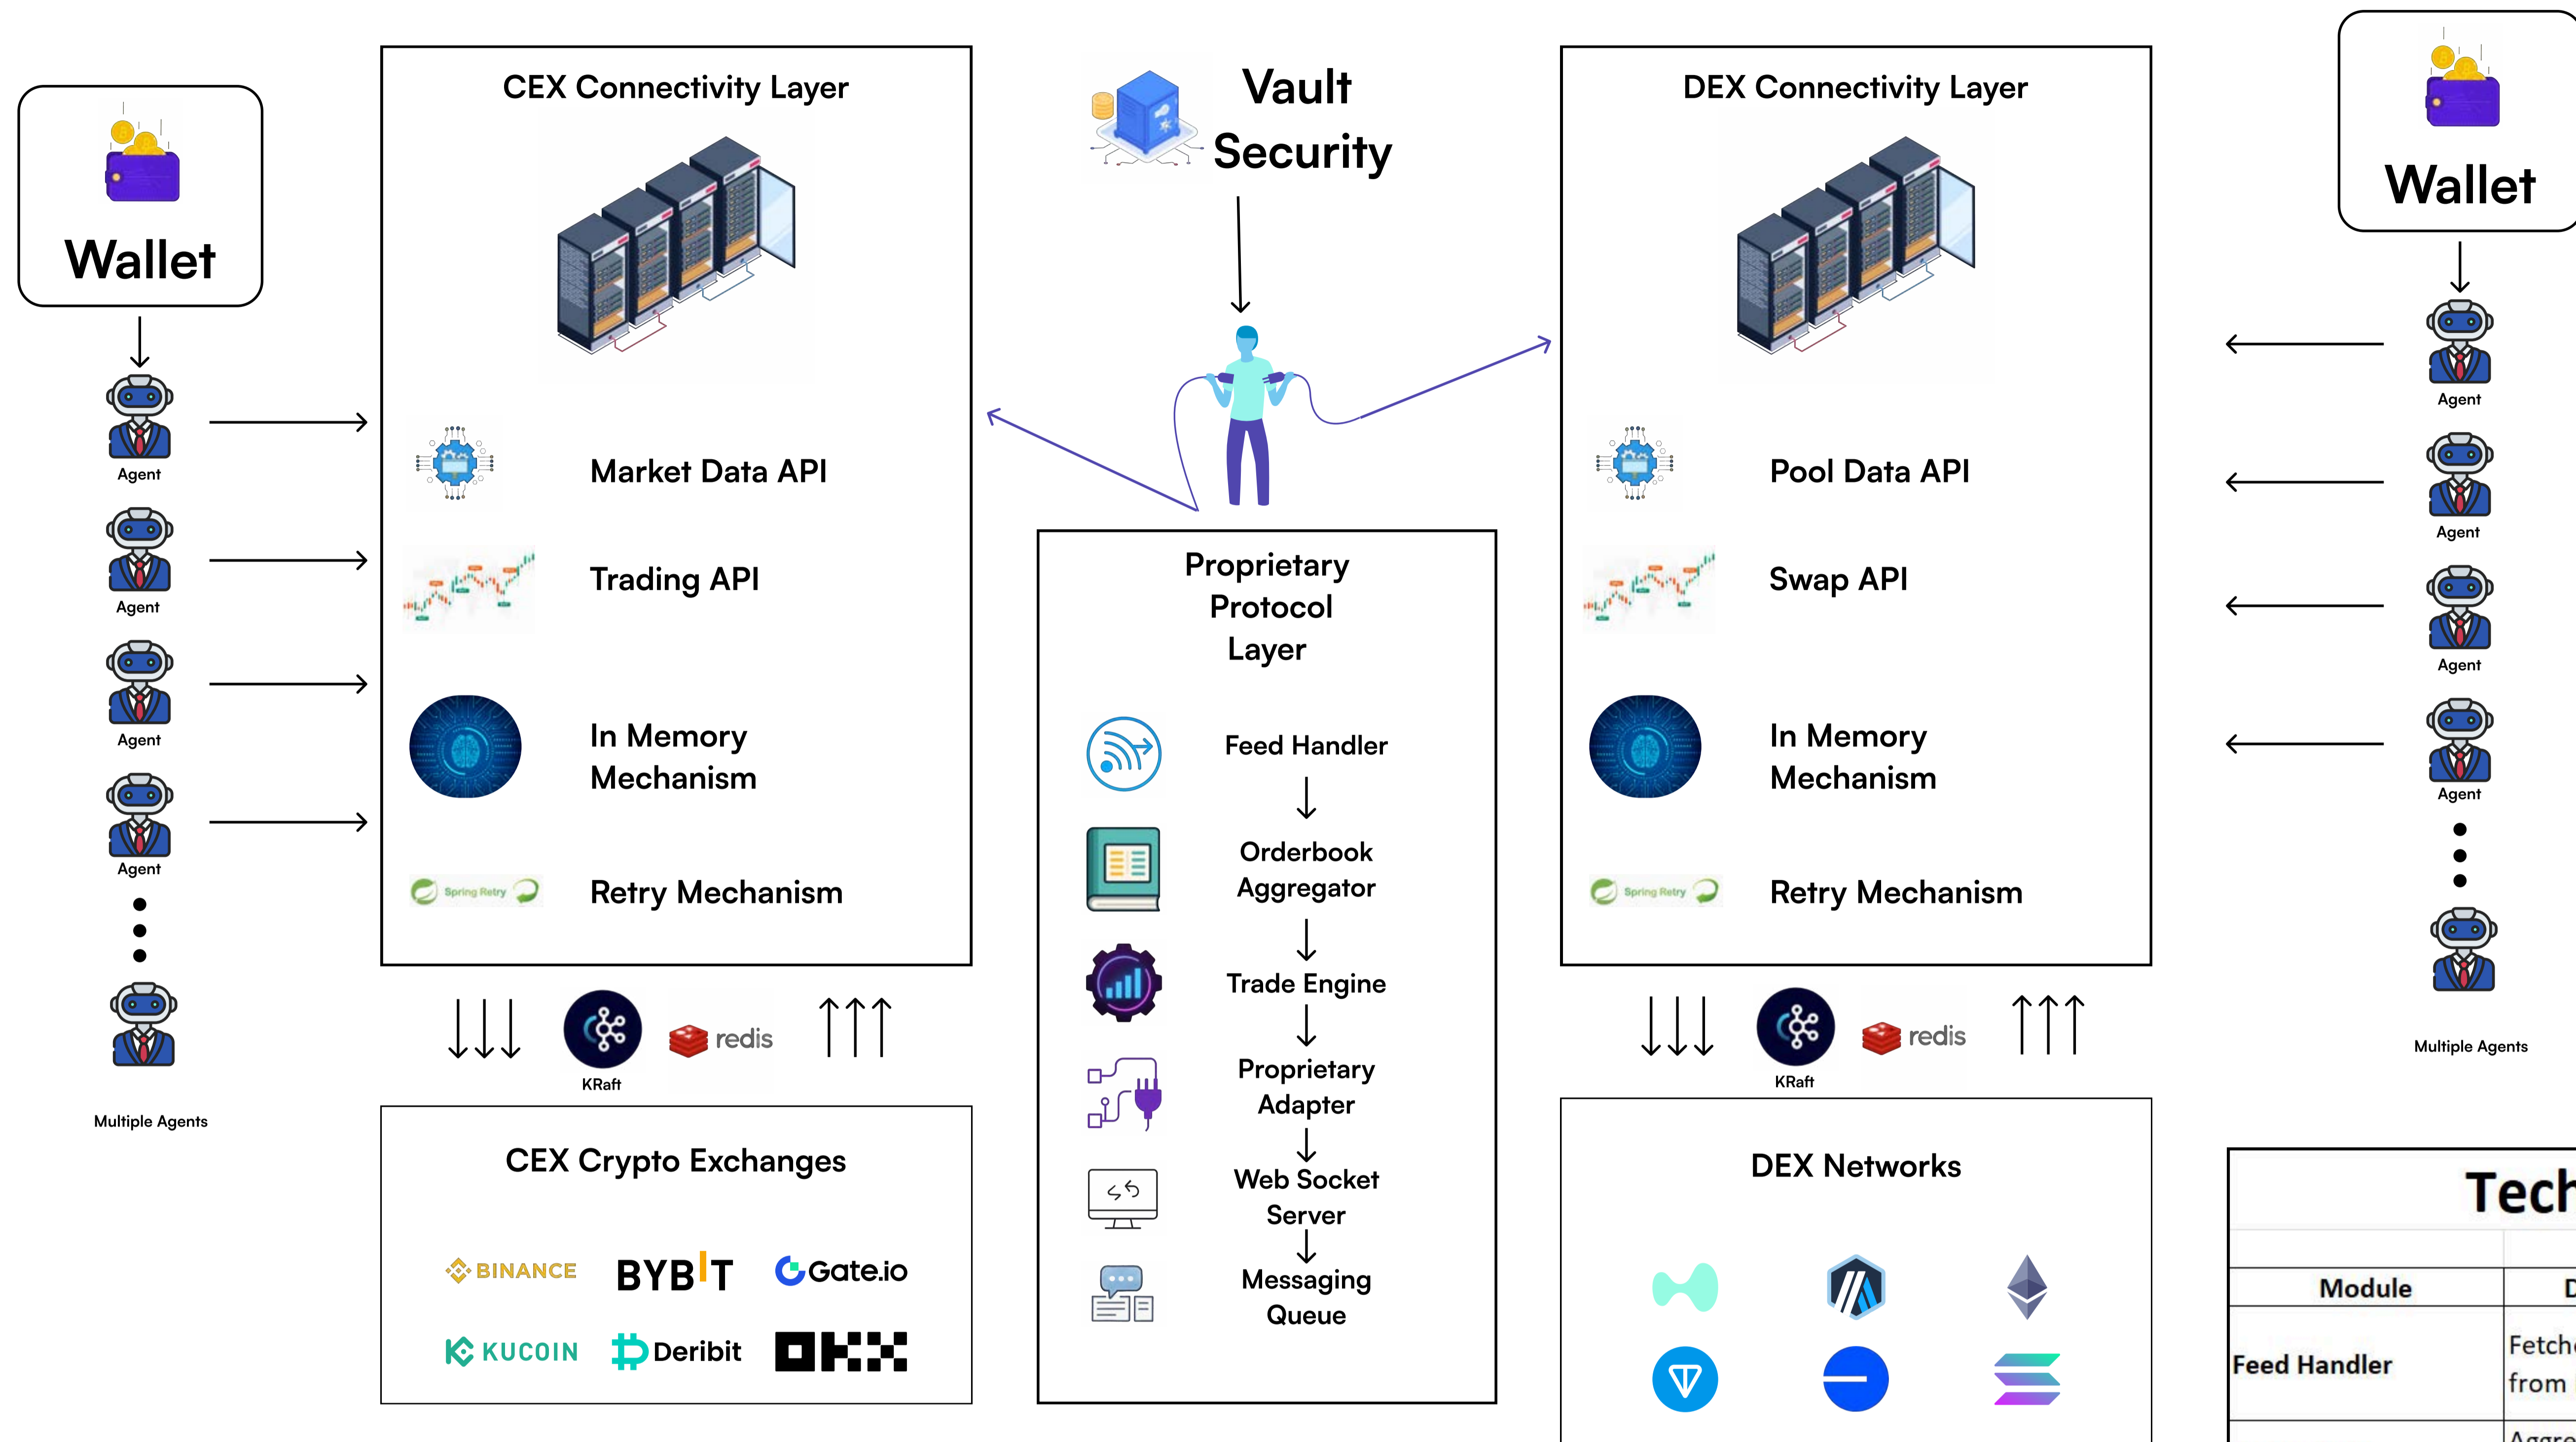 Wallet
Agent
Agent
Agent
Agent
Multiple Agents
CEX Connectivity Layer
Market Data API
Trading API
In Memory
Mechanism
Spring Retry
Retry Mechanism
KRaft
redis
CEX Crypto Exchanges
BINANCE
BYBIT
Gate.io
KUCOIN
Deribit
OKX
Vault
Security
Proprietary
Protocol
Layer
Feed Handler
Orderbook
Aggregator
Trade Engine
Proprietary
Adapter
Web Socket
Server
Messaging
Queue
DEX Connectivity Layer
Pool Data API
Swap API
In Memory
Mechanism
Spring Retry
Retry Mechanism
KRaft
redis
DEX Networks
Wallet
Agent
Agent
Agent
Agent
Multiple Agents
Tech
Module
D
Feed Handler
Fetche
from